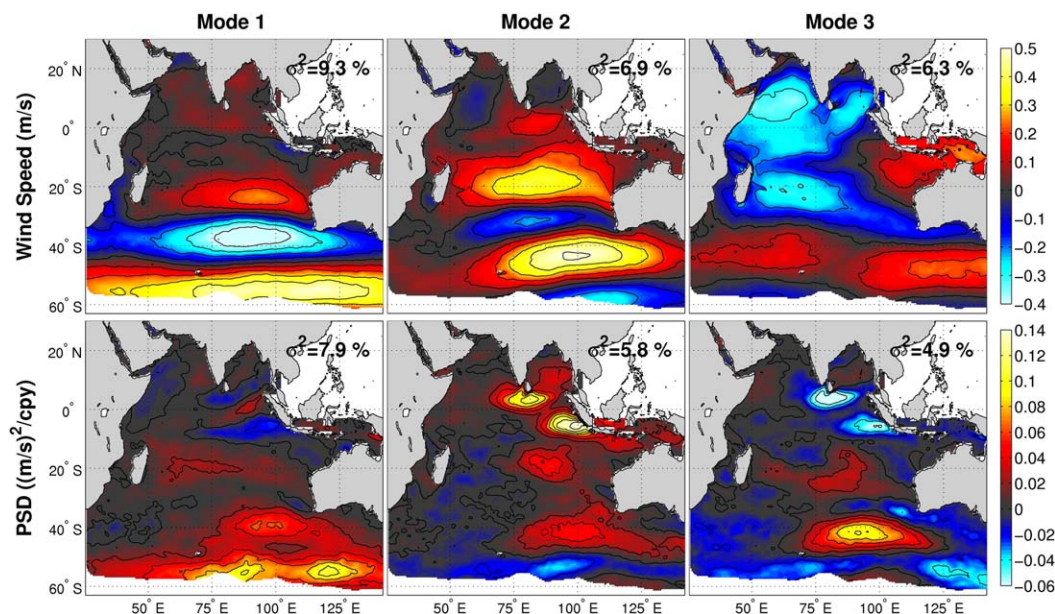 Mode 1 Mode 2 Mode 3
Wind Speed (m/s)
20°N
0°
20°S
40°S
60°S
σ²=9.3 %
σ²=6.9 %
σ²=6.3 %
0.5
0.4
0.3
0.2
0.1
0
−0.1
−0.2
−0.3
−0.4
PSD ((m/s)²/cpy)
20°N
0°
20°S
40°S
60°S
σ²=7.9 %
σ²=5.8 %
σ²=4.9 %
0.14
0.12
0.10
0.08
0.06
0.04
0.02
0
−0.02
−0.04
−0.06
50°E 75°E 100°E 125°E 50°E 75°E 100°E 125°E 50°E 75°E 100°E 125°E